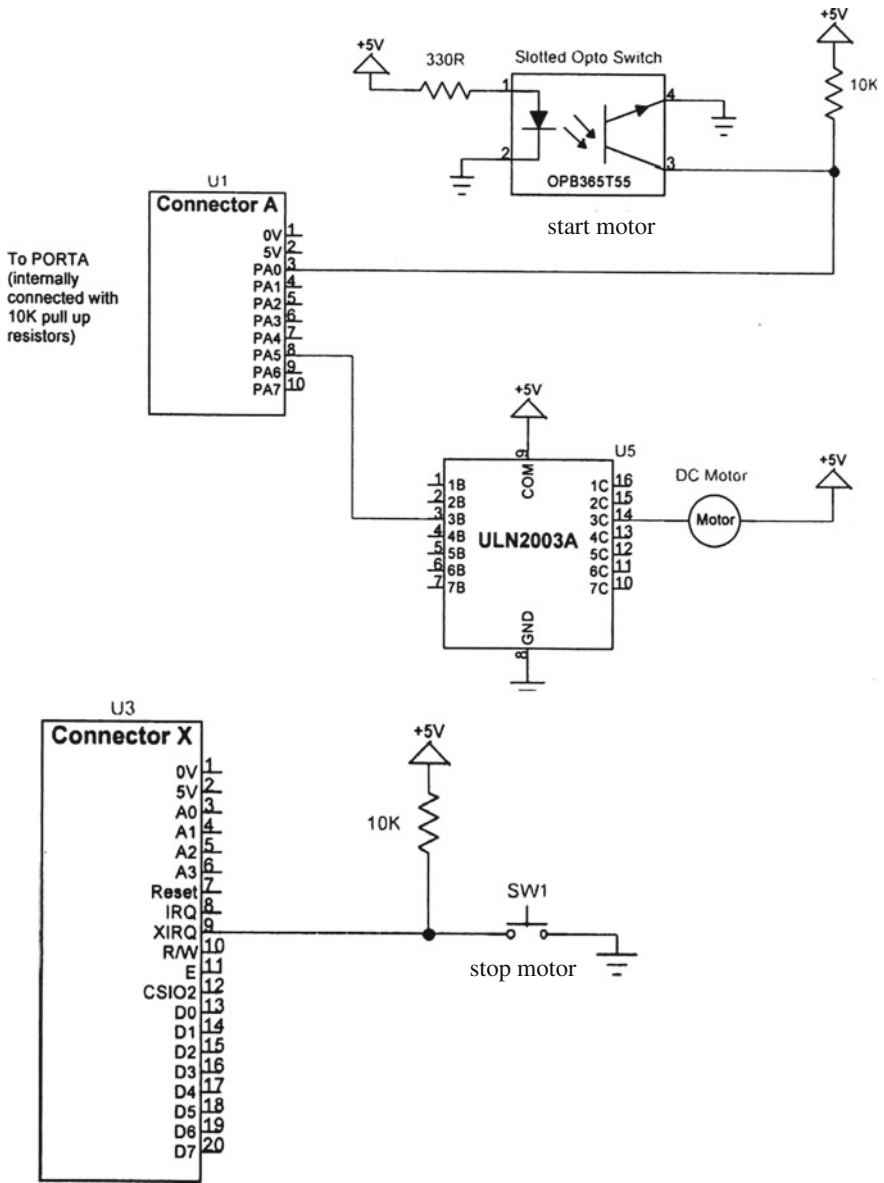 +5V
330R
Slotted Opto Switch
+5V
10K
1
2
4
3
OPB365T55
start motor
U1
Connector A
0V 1
5V 2
PA0 3
PA1 4
PA2 5
PA3 6
PA4 7
PA5 8
PA6 9
PA7 10
To PORTA
(internally
connected with
10K pull up
resistors)
+5V
U5
9
COM
1 1B
2 2B
3 3B
4 4B
5 5B
6 6B
7 7B
ULN2003A
1C 16
2C 15
3C 14
4C 13
5C 12
6C 11
7C 10
GND
8
DC Motor
Motor
+5V
U3
Connector X
0V 1
5V 2
A0 3
A1 4
A2 5
A3 6
Reset 7
IRQ 8
XIRQ 9
R/W 10
E 11
CSIO2 12
D0 13
D1 14
D2 15
D3 16
D4 17
D5 18
D6 19
D7 20
+5V
10K
SW1
stop motor